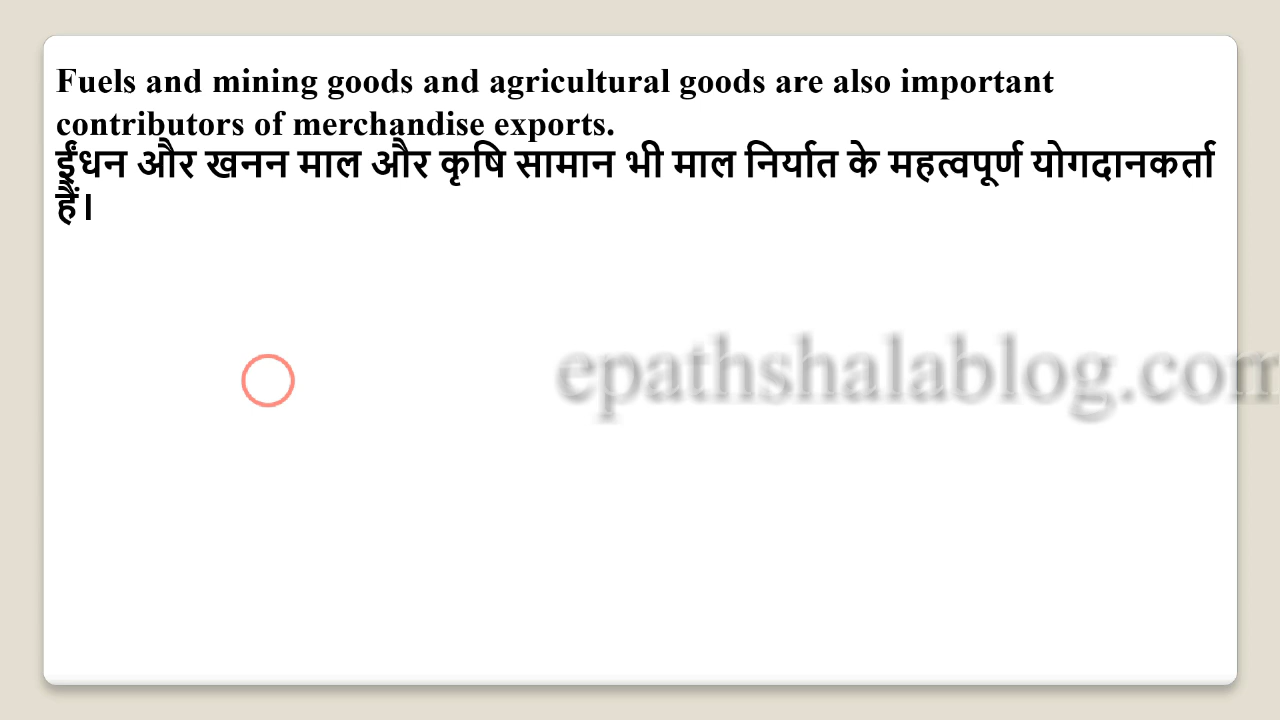 Fuels and mining goods and agricultural goods are also important
contributors of merchandise exports.
ईंधन और खनन माल और कृषि सामान भी माल निर्यात के महत्वपूर्ण योगदानकर्ता
हैं।
epathshalablog.com